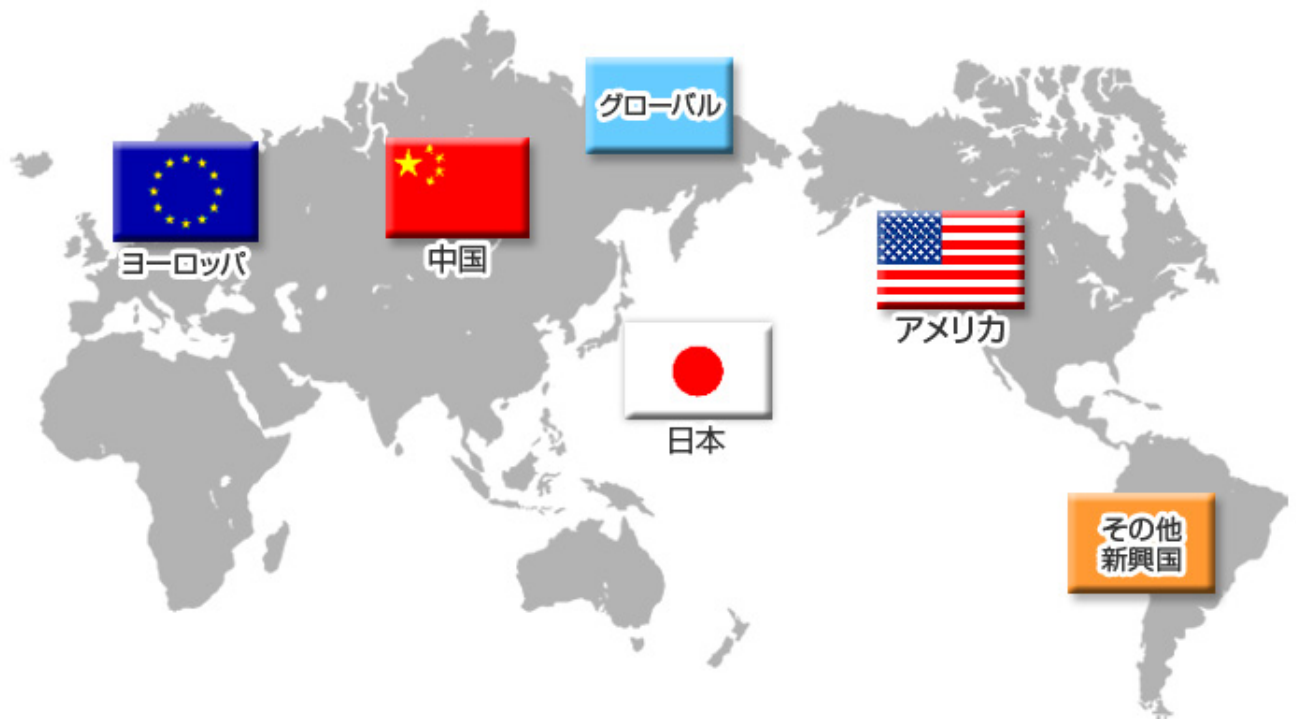 グローバル
ヨーロッパ
中国
アメリカ
日本
その他
新興国